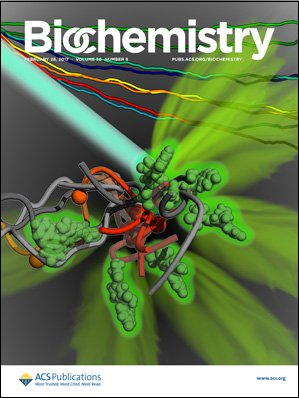 Biochemistry
FEBRUARY 28, 2017 VOLUME 56 NUMBER 8 PUBS.ACS.ORG/BIOCHEMISTRY
ACS Publications
Most Trusted. Most Cited. Most Read.
www.acs.org